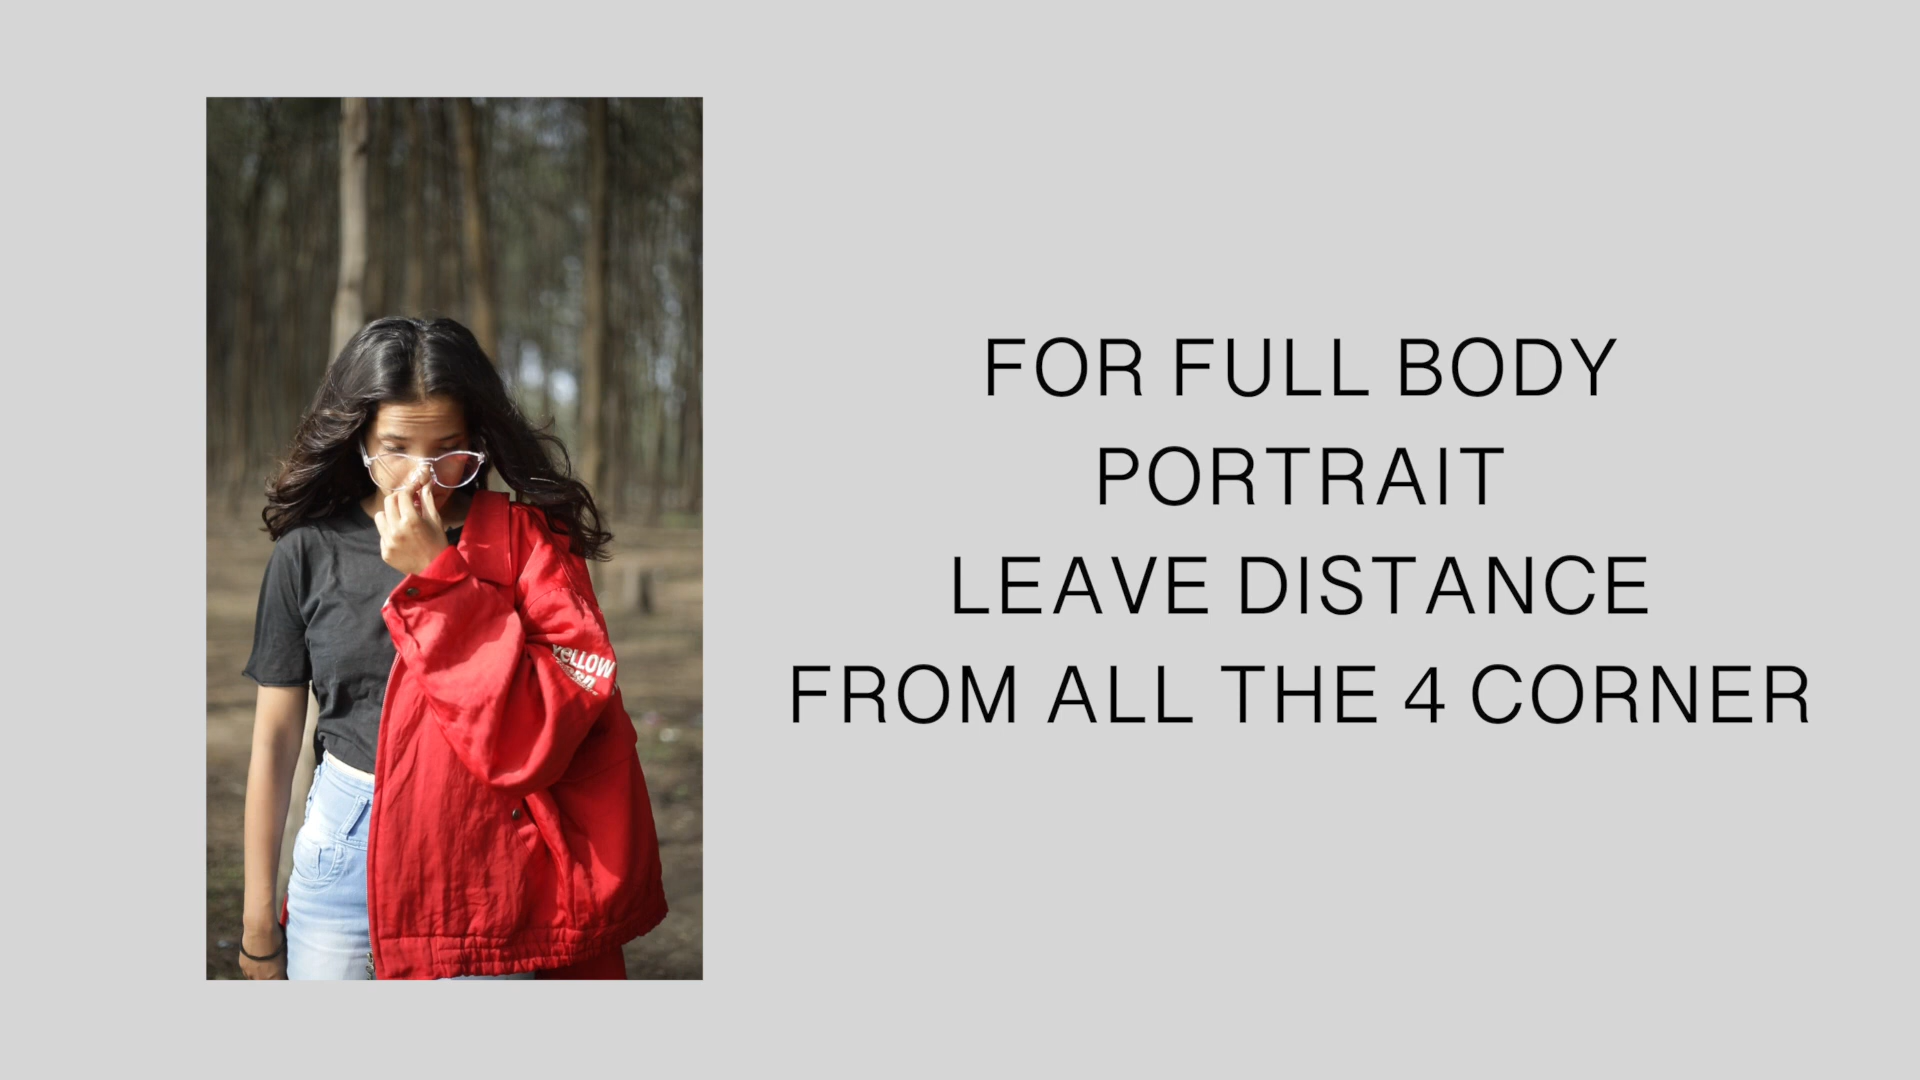 FOR FULL BODY
PORTRAIT
LEAVE DISTANCE
FROM ALL THE 4 CORNER
YeLLOW